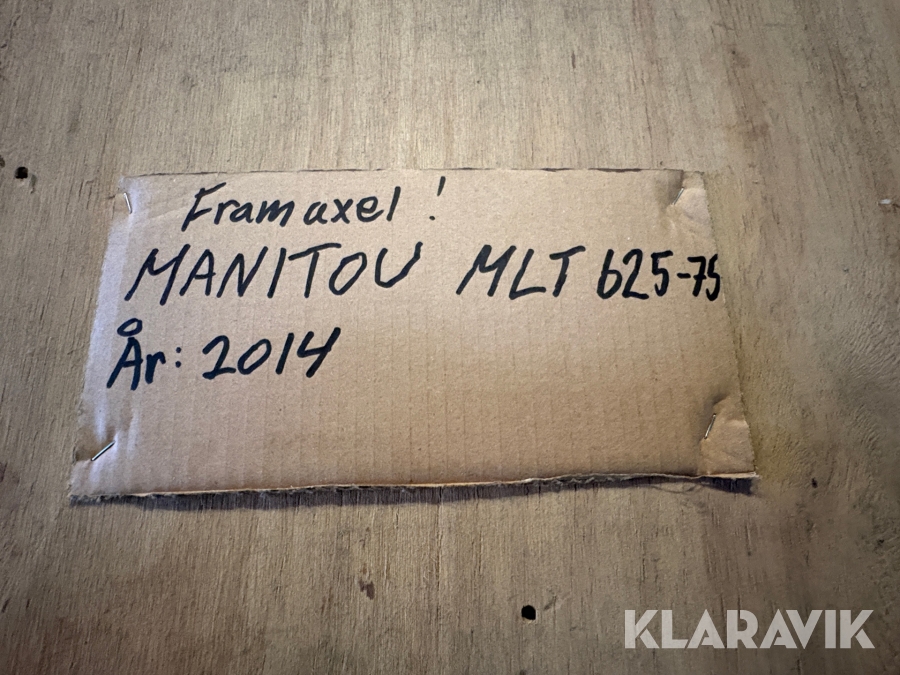 Framaxel!
MANITOU MLT 625-75
År: 2014
KLARAVIK